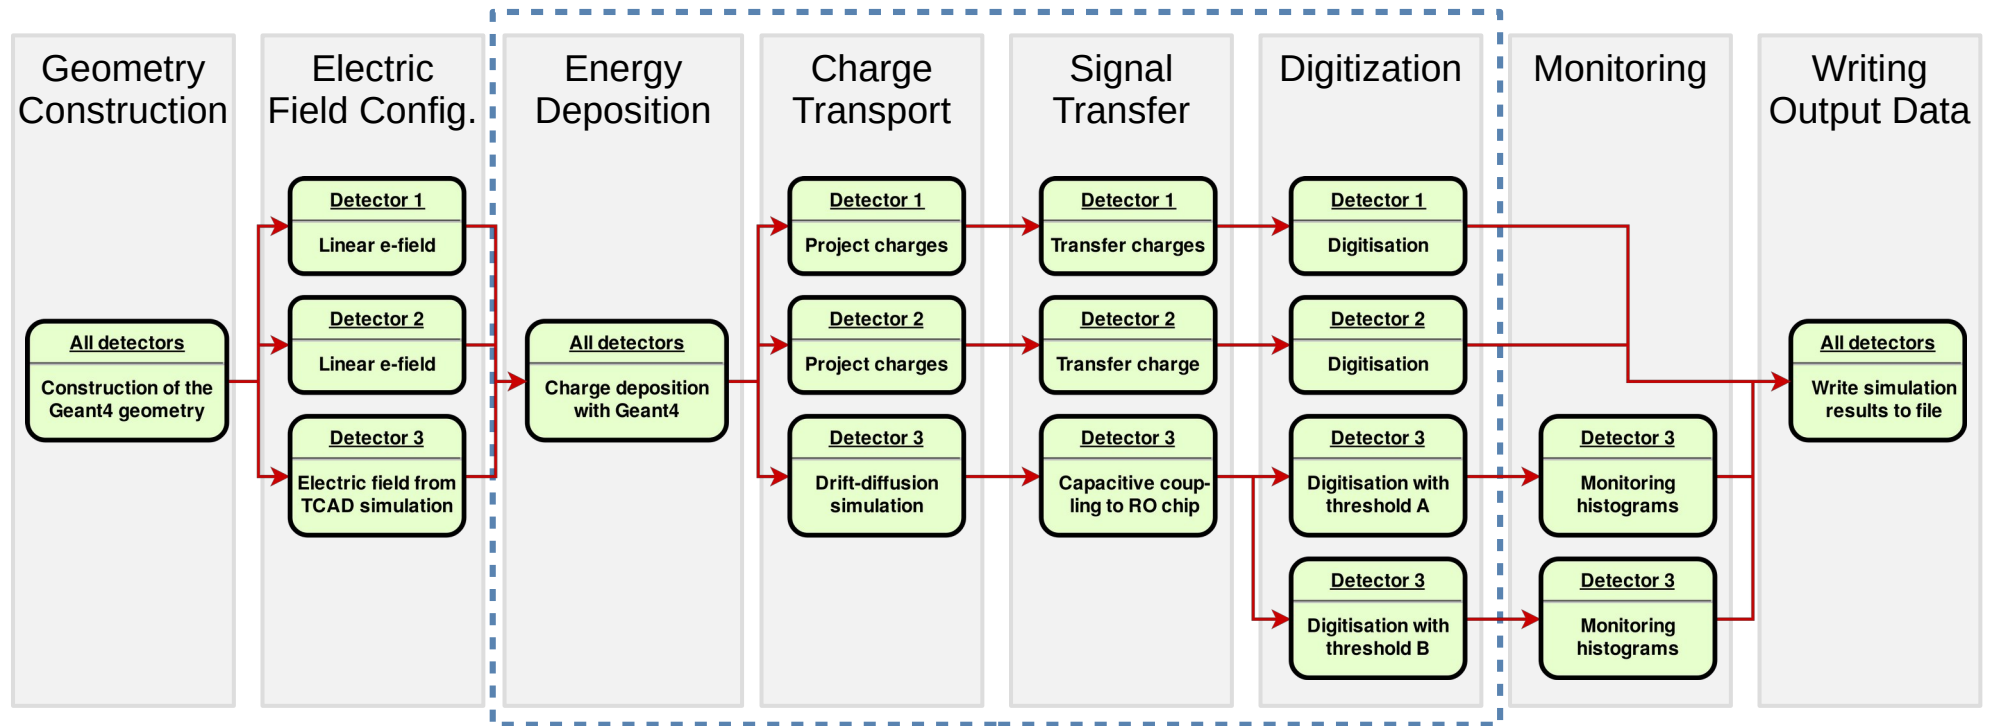 Geometry
Construction
Electric
Field Config.
Energy
Deposition
Charge
Transport
Signal
Transfer
Digitization
Monitoring
Writing
Output Data
All detectors
Construction of the
Geant4 geometry
Detector 1
Linear e-field
Detector 2
Linear e-field
Detector 3
Electric field from
TCAD simulation
All detectors
Charge deposition
with Geant4
Detector 1
Project charges
Detector 2
Project charges
Detector 3
Drift-diffusion
simulation
Detector 1
Transfer charges
Detector 2
Transfer charge
Detector 3
Capacitive coup-
ling to RO chip
Detector 1
Digitisation
Detector 2
Digitisation
Detector 3
Digitisation with
threshold A
Detector 3
Digitisation with
threshold B
Detector 3
Monitoring
histograms
Detector 3
Monitoring
histograms
All detectors
Write simulation
results to file